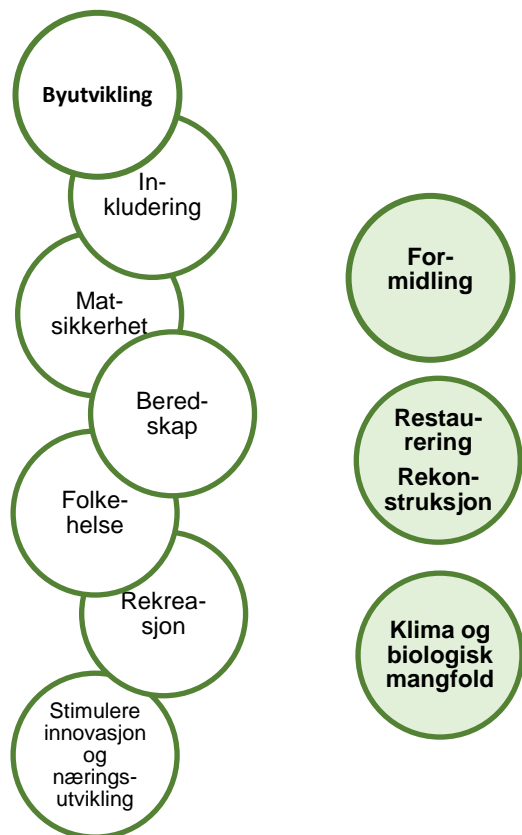 Byutvikling
In-
kludering
Mat-
sikkerhet
Bered-
skap
Folke-
helse
Rekrea-
sjon
Stimulere
innovasjon
og
nærings-
utvikling
For-
midling
Restau-
rering
Rekon-
struksjon
Klima og
biologisk
mangfold